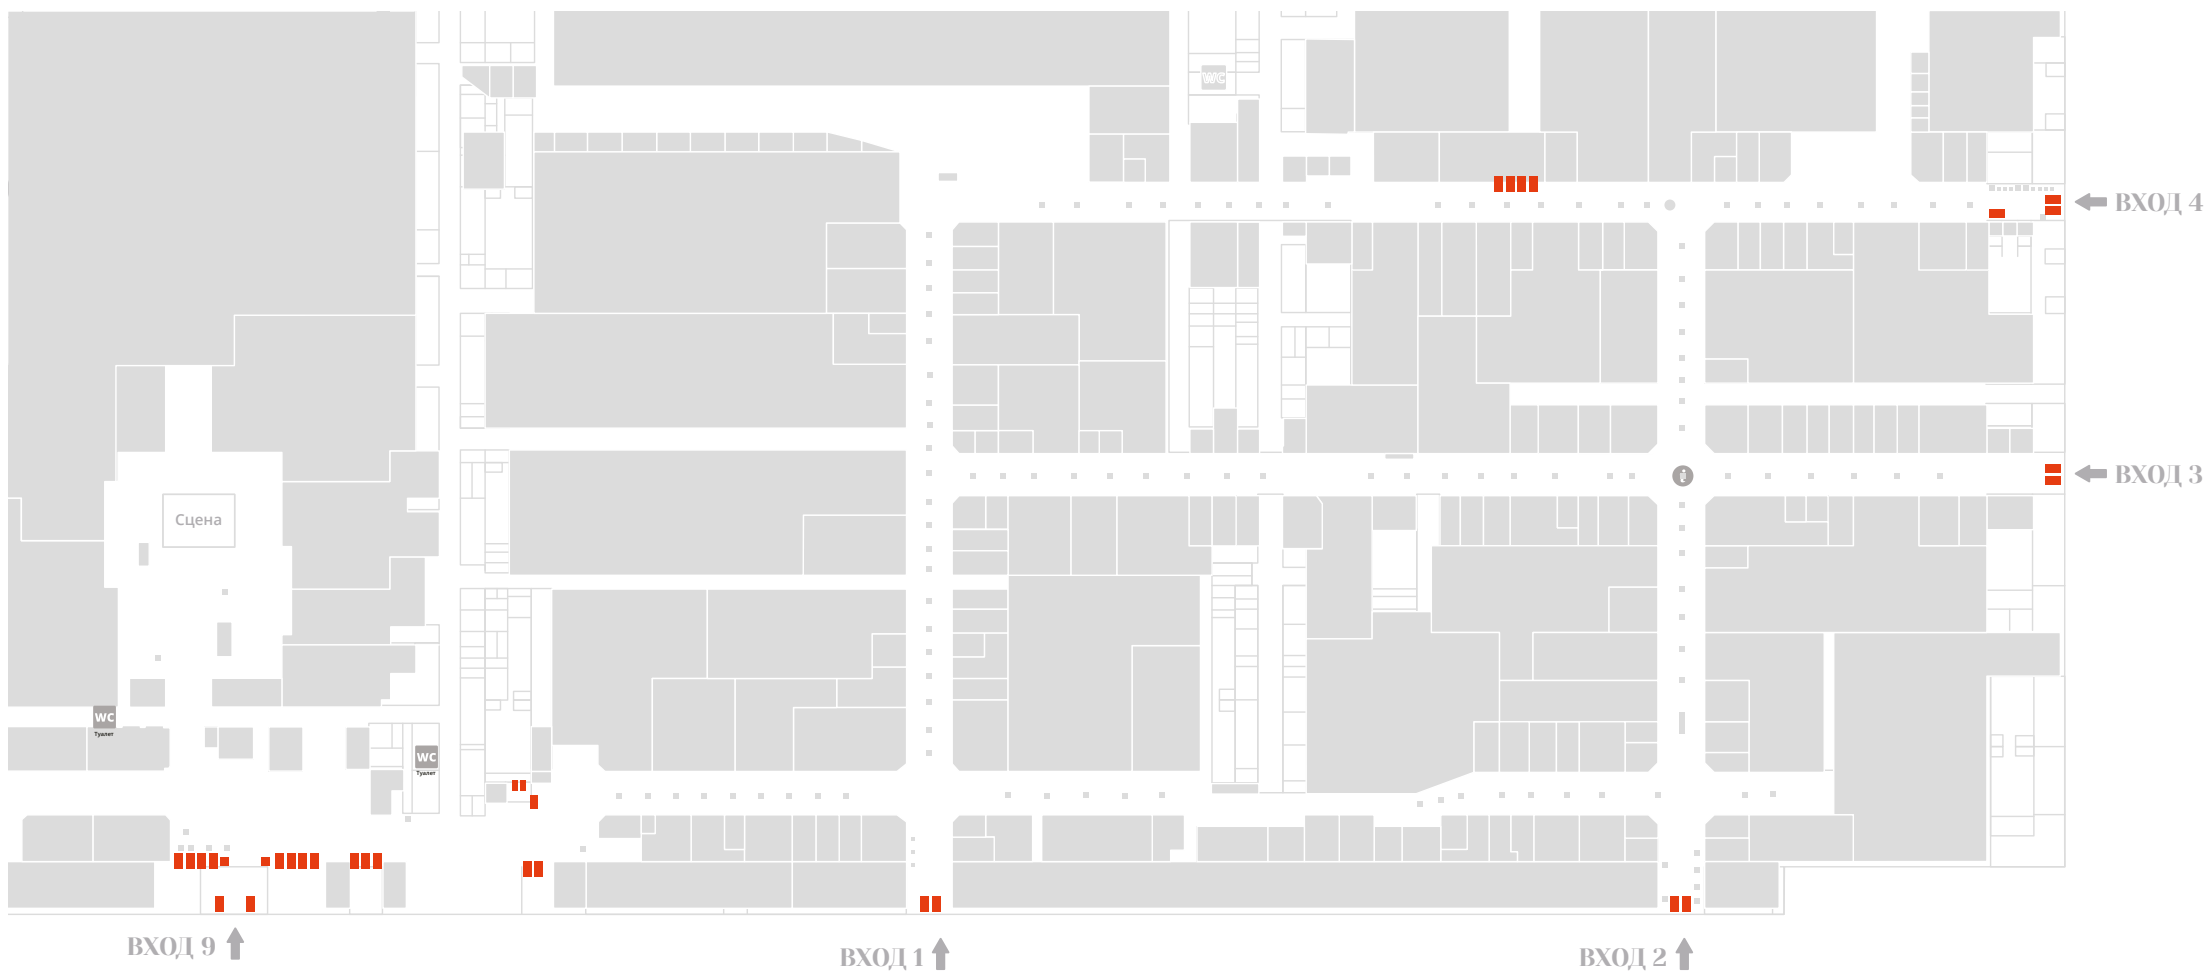 WC
ВХОД 4
ВХОД 3
Сцена
WC
Туалет
WC
Туалет
ВХОД 9
ВХОД 1
ВХОД 2